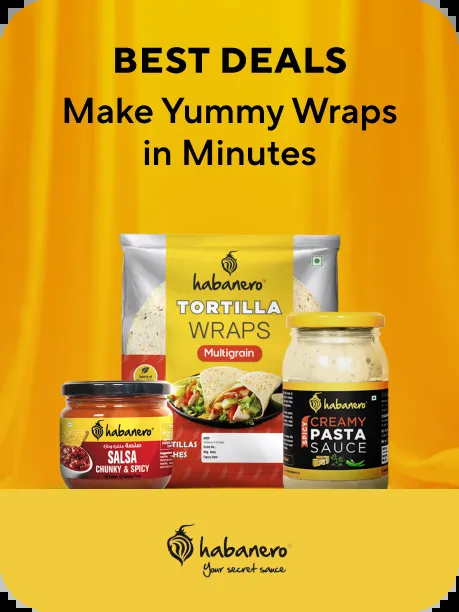 BEST DEALS
Make Yummy Wraps
in Minutes
habanero
TORTILLA
WRAPS
Multigrain
habanero
SALSA
CHUNKY & SPICY
habanero
SPICY
CREAMY
PASTA
SAUCE
habanero
Your secret sauce